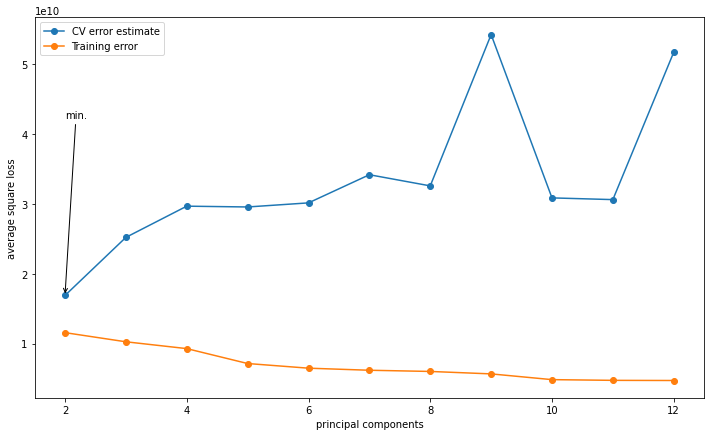 1e10
CV error estimate
Training error
5
min.
4
3
2
1
average square loss
2 4 6 8 10 12
principal components